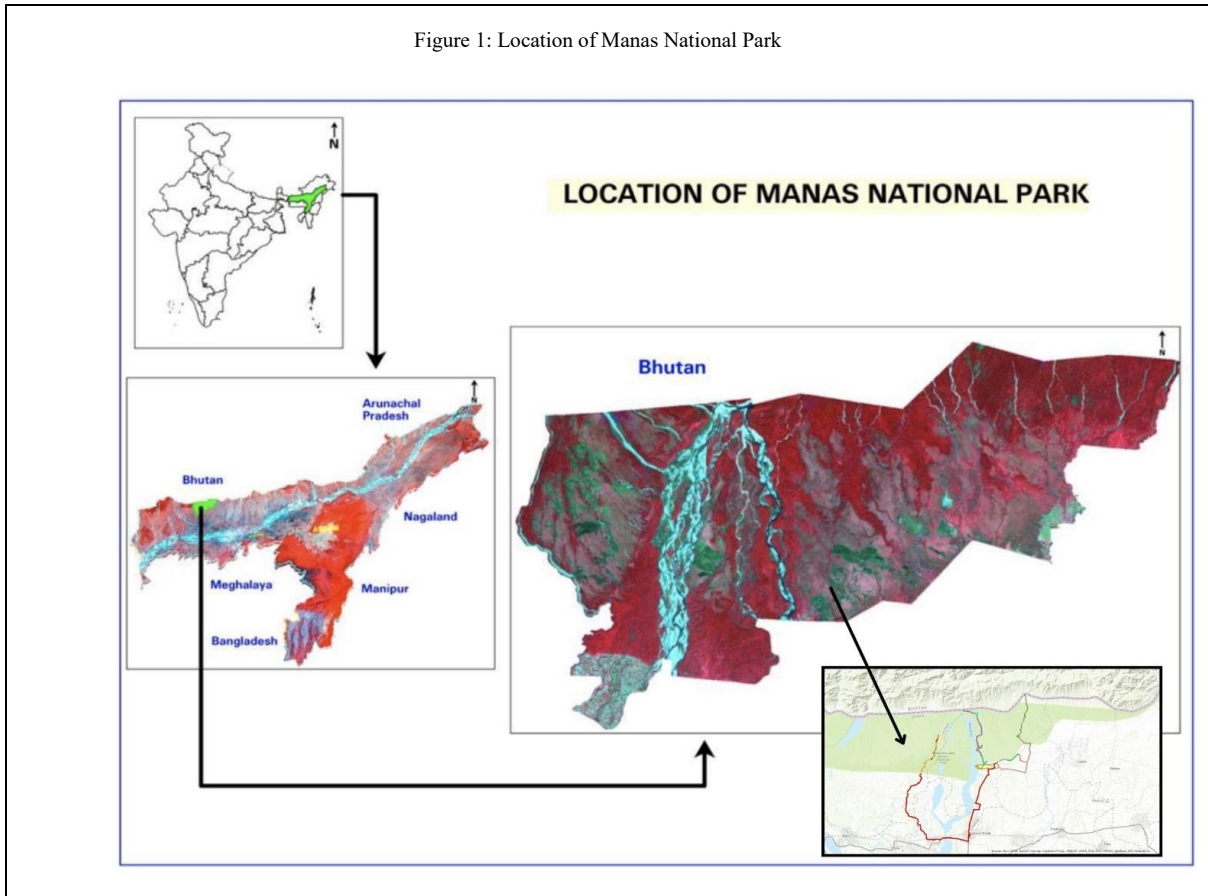 Figure 1: Location of Manas National Park
N
LOCATION OF MANAS NATIONAL PARK
Bhutan
N
Arunachal
Pradesh
N
Bhutan
Nagaland
Meghalaya
Manipur
Bangladesh
BHUTAN